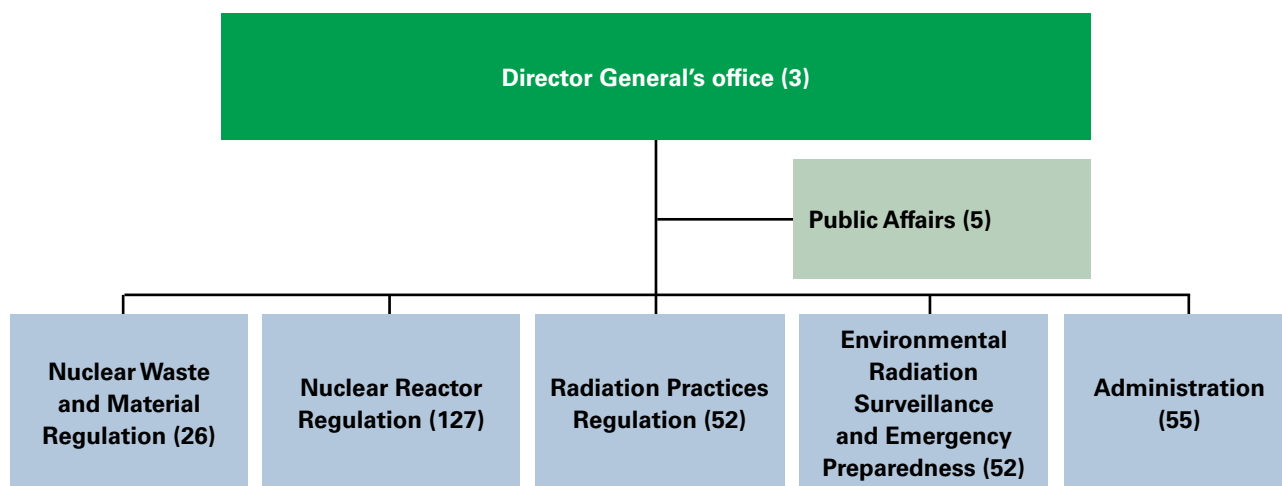 Director General’s office (3)
Public Affairs (5)
Nuclear Waste
and Material
Regulation (26)
Nuclear Reactor
Regulation (127)
Radiation Practices
Regulation (52)
Environmental
Radiation
Surveillance
and Emergency
Preparedness (52)
Administration
(55)